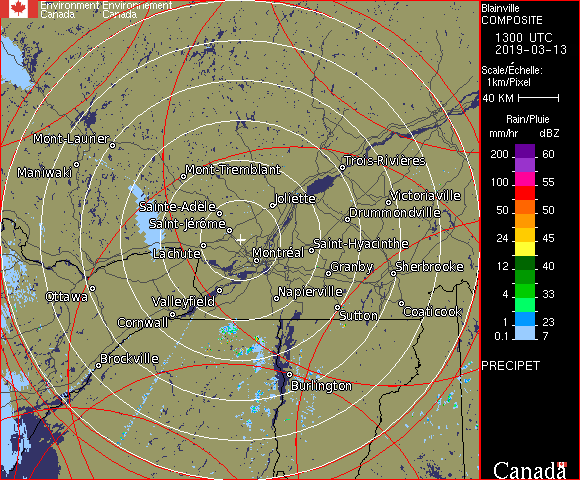 Environment Environnement
Canada Canada
Blainville
COMPOSITE
1300 UTC
2019-03-13
Scale/Échelle:
1km/Pixel
40 KM
Rain/Pluie
mm/hr dBZ
200 60
57
100 55
50 50
24 45
12 40
4 33
1 23
0.1 7
PRECIPET
Canada
Mont-Laurier
Maniwaki
Mont-Tremblant
Trois-Rivières
Joliette
Victoriaville
Sainte-Adèle
Drummondville
Saint-Jérôme
Saint-Hyacinthe
Lachute
Montréal
Granby
Sherbrooke
Ottawa
Valleyfield
Napierville
Cornwall
Sutton
Coaticook
Brockville
Burlington